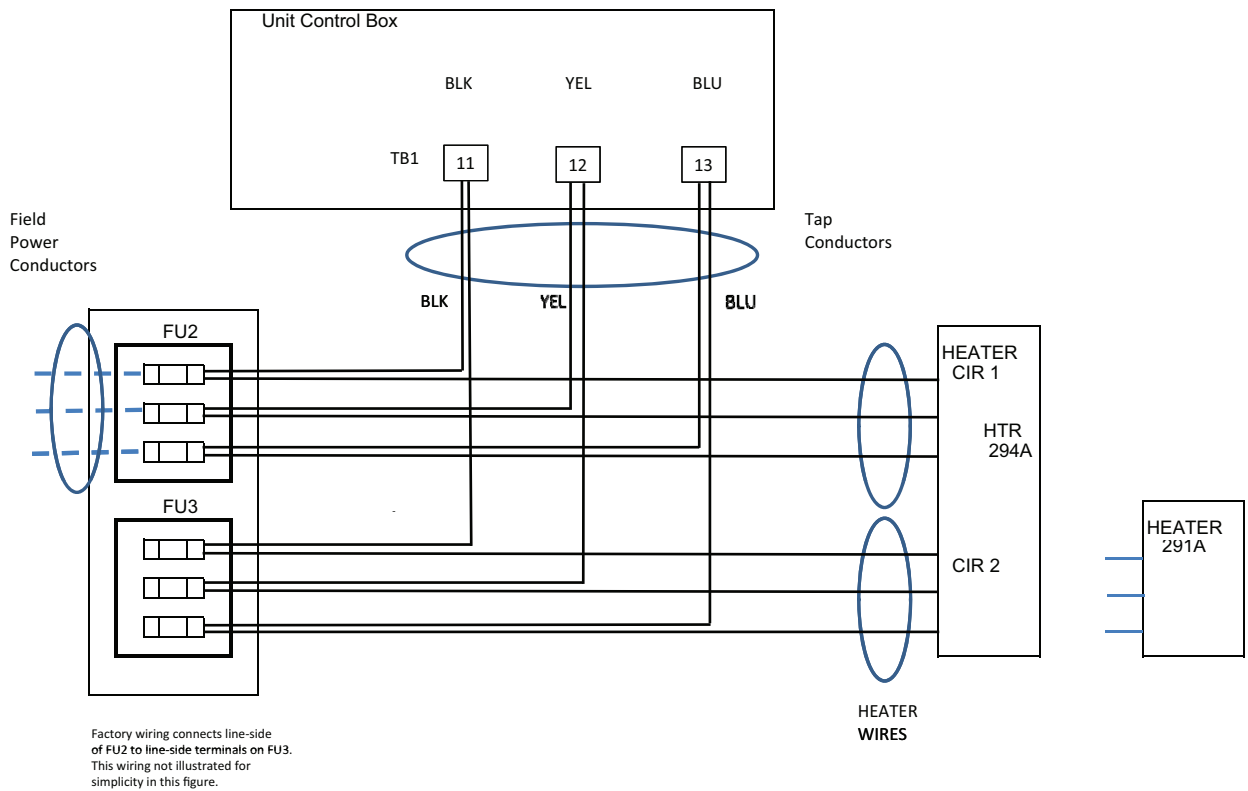 Unit Control Box
BLK YEL BLU
TB1 11 12 13
Field
Power
Conductors
Tap
Conductors
BLK YEL BLU
FU2
HEATER
CIR 1
HTR
294A
FU3
CIR 2
HEATER
291A
HEATER
WIRES
Factory wiring connects line-side
of FU2 to line-side terminals on FU3.
This wiring not illustrated for
simplicity in this figure.